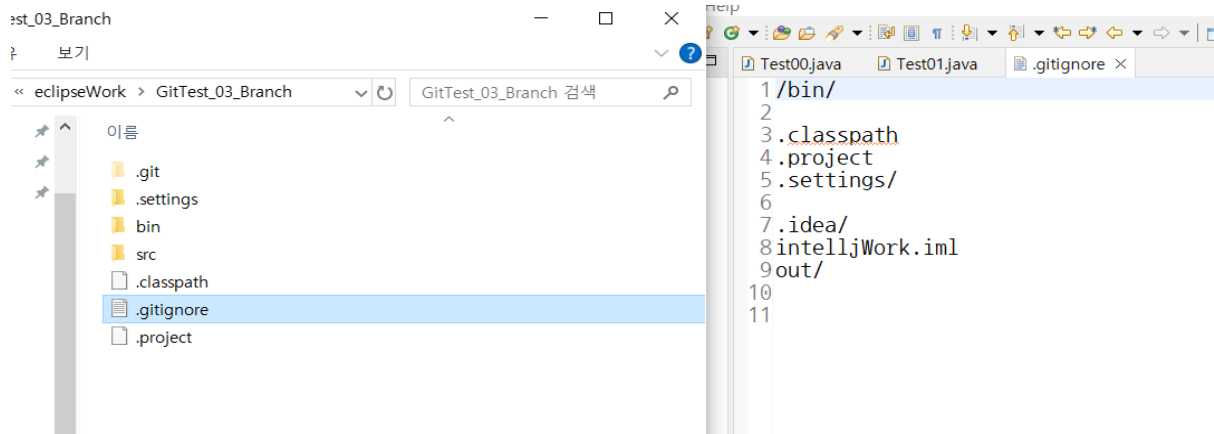 est_03_Branch
보기
?
« eclipseWork > GitTest_03_Branch
GitTest_03_Branch 검색
이름
.git
.settings
bin
src
.classpath
.gitignore
.project
Help
Test00.java
Test01.java
.gitignore
1 /bin/
2
3 .classpath
4 .project
5 .settings/
6
7 .idea/
8 intelljWork.iml
9 out/
10
11